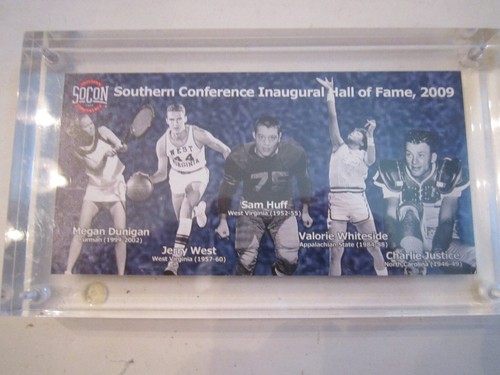 SOCON
Southern Conference Inaugural Hall of Fame, 2009
WEST
VIRGINIA
44
75
Sam Huff
West Virginia (1952-55)
Megan Dunigan
Furman (1999-2002)
Jerry West
West Virginia (1957-60)
Valorie Whiteside
Appalachian State (1984-88)
Charlie Justice
North Carolina (1946-49)